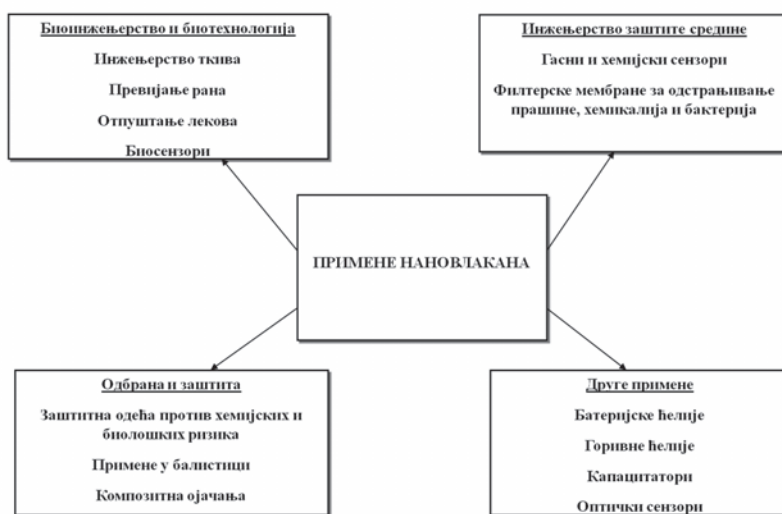 Биоинжењерство и биотехнологија
Инжењерство ткива
Превијање рана
Отпуштање лекова
Биосензори
Инжењерство заштите средине
Гасни и хемијски сензори
Филтерске мембране за одстрањивање
прашине, хемикалија и бактерија
ПРИМЕНЕ НАНОВЛАКАНА
Одбрана и заштита
Заштитна одећа против хемијских и
биолошких ризика
Примене у балистици
Композитна ојачања
Друге примене
Батеријске ћелије
Горивне ћелије
Капацитатори
Оптички сензори